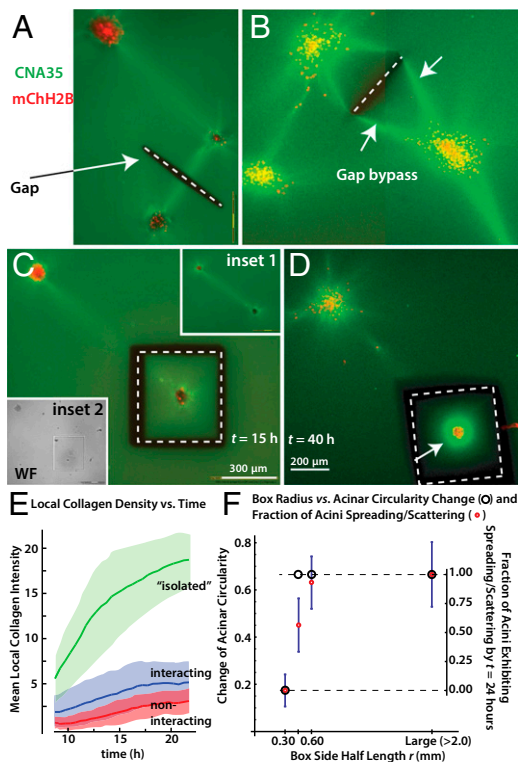 A
B
CNA35
mChH2B
Gap
Gap bypass
C
inset 1
D
inset 2
WF
t = 15 h
300 µm
t = 40 h
200 µm
E Local Collagen Density vs. Time
F Box Radius vs. Acinar Circularity Change (O) and
Fraction of Acini Spreading/Scattering (o)
Mean Local Collagen Intensity
20
15
10
5
"isolated"
interacting
non-
interacting
10
15
20
time (h)
Change of Acinar Circularity
0.8
0.6
0.4
0.2
1.00
0.75
0.50
0.25
0.00
Fraction of Acini Exhibiting
Spreading/Scattering by t = 24 hours
0.30
0.60
Large (>2.0)
Box Side Half Length r (mm)